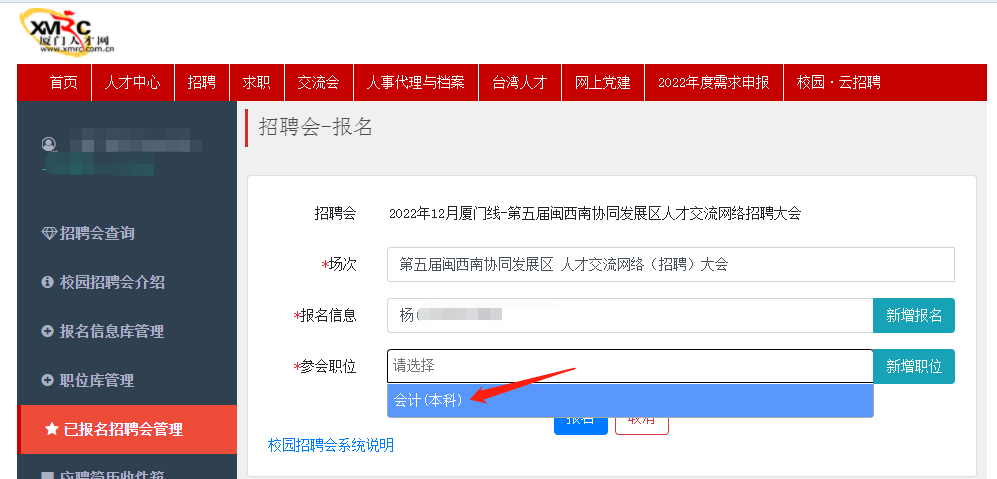 XMRC
厦门人才网
www.xmrc.com.cn
首页 人才中心 招聘 求职 交流会 人事代理与档案 台湾人才 网上党建 2022年度需求申报 校园·云招聘
招聘会-报名
招聘会 2022年12月厦门线-第五届闽西南协同发展区人才交流网络招聘大会
*场次 第五届闽西南协同发展区 人才交流网络（招聘）大会
*报名信息 杨 新增报名
*参会职位 请选择 新增职位
会计(本科)
报名 取消
校园招聘会系统说明
招聘会查询
校园招聘会介绍
报名信息库管理
职位库管理
已报名招聘会管理
应聘简历收件箱